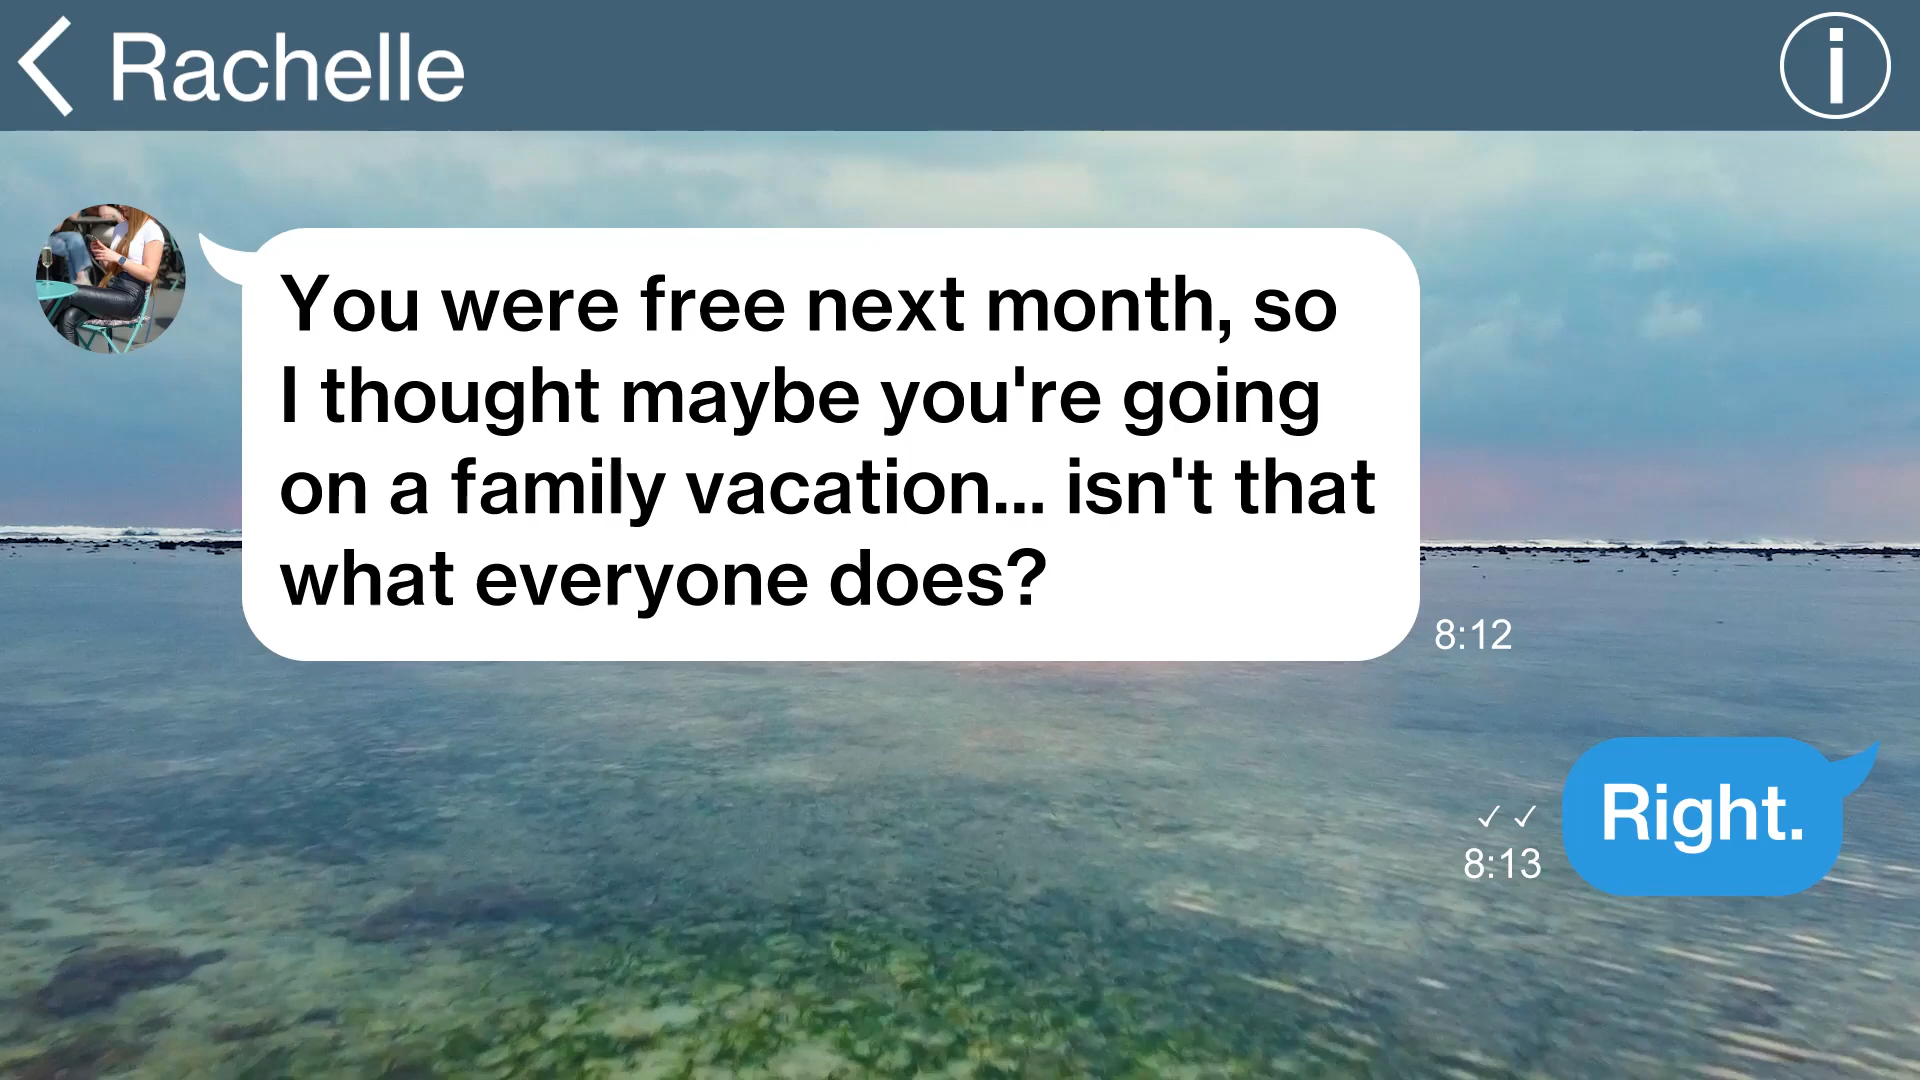 Rachelle
You were free next month, so
I thought maybe you're going
on a family vacation... isn't that
what everyone does?
8:12
Right.
8:13